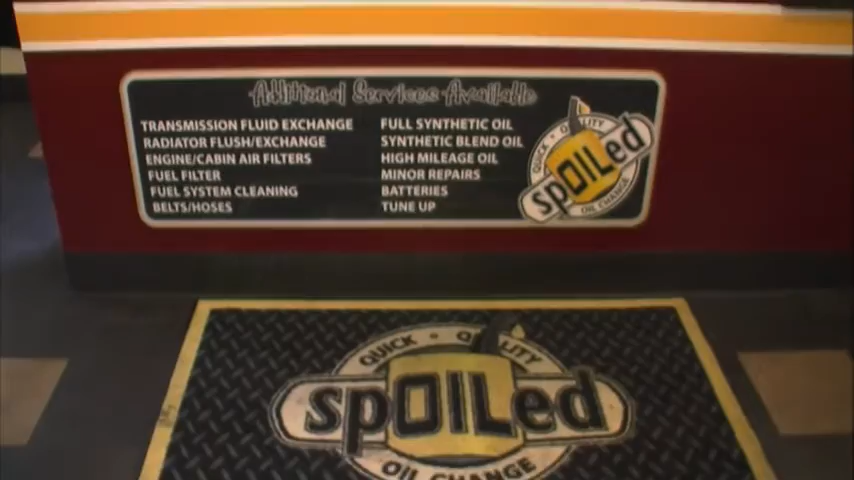 Additional Services Available
TRANSMISSION FLUID EXCHANGE
RADIATOR FLUSH/EXCHANGE
ENGINE/CABIN AIR FILTERS
FUEL FILTER
FUEL SYSTEM CLEANING
BELTS/HOSES
FULL SYNTHETIC OIL
SYNTHETIC BLEND OIL
HIGH MILEAGE OIL
MINOR REPAIRS
BATTERIES
TUNE UP
QUICK • QUALITY
spOILed
OIL CHANGE
QUICK • QUALITY
spOILed
OIL CHANGE